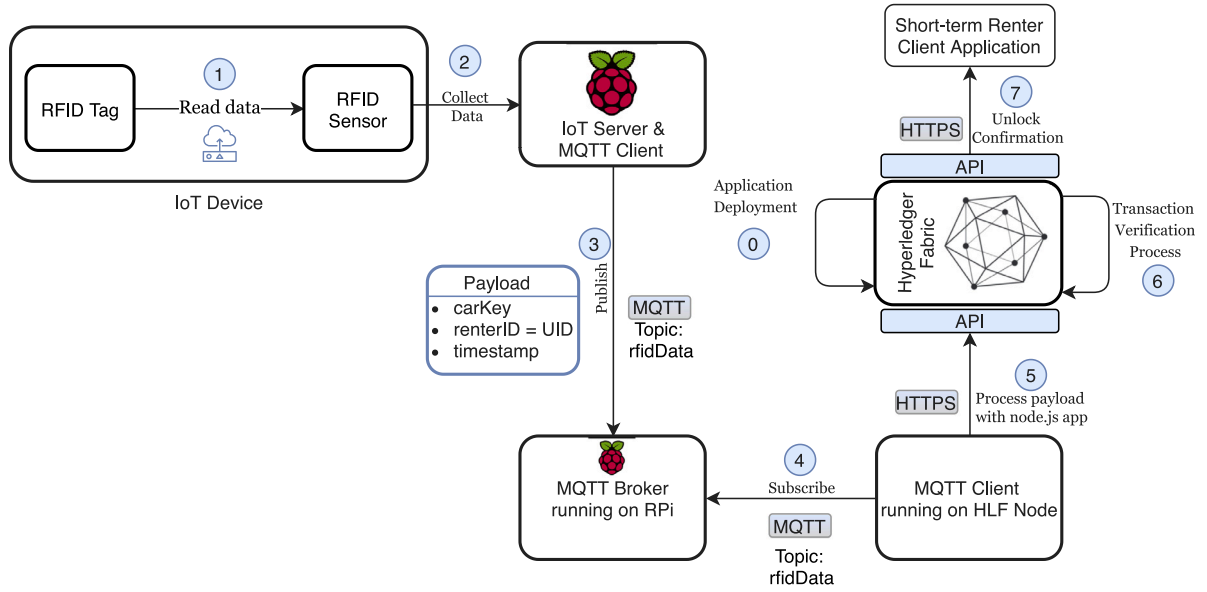 RFID Tag
1
Read data
RFID
Sensor
IoT Device
2
Collect
Data
IoT Server &
MQTT Client
3
Publish
Payload
• carKey
• renterID = UID
• timestamp
MQTT
Topic:
rfidData
MQTT Broker
running on RPi
4
Subscribe
MQTT
Topic:
rfidData
MQTT Client
running on HLF Node
HTTPS
5
Process payload
with node.js app
API
Hyperledger
Fabric
Application
Deployment
0
Transaction
Verification
Process
6
API
HTTPS
7
Unlock
Confirmation
Short-term Renter
Client Application